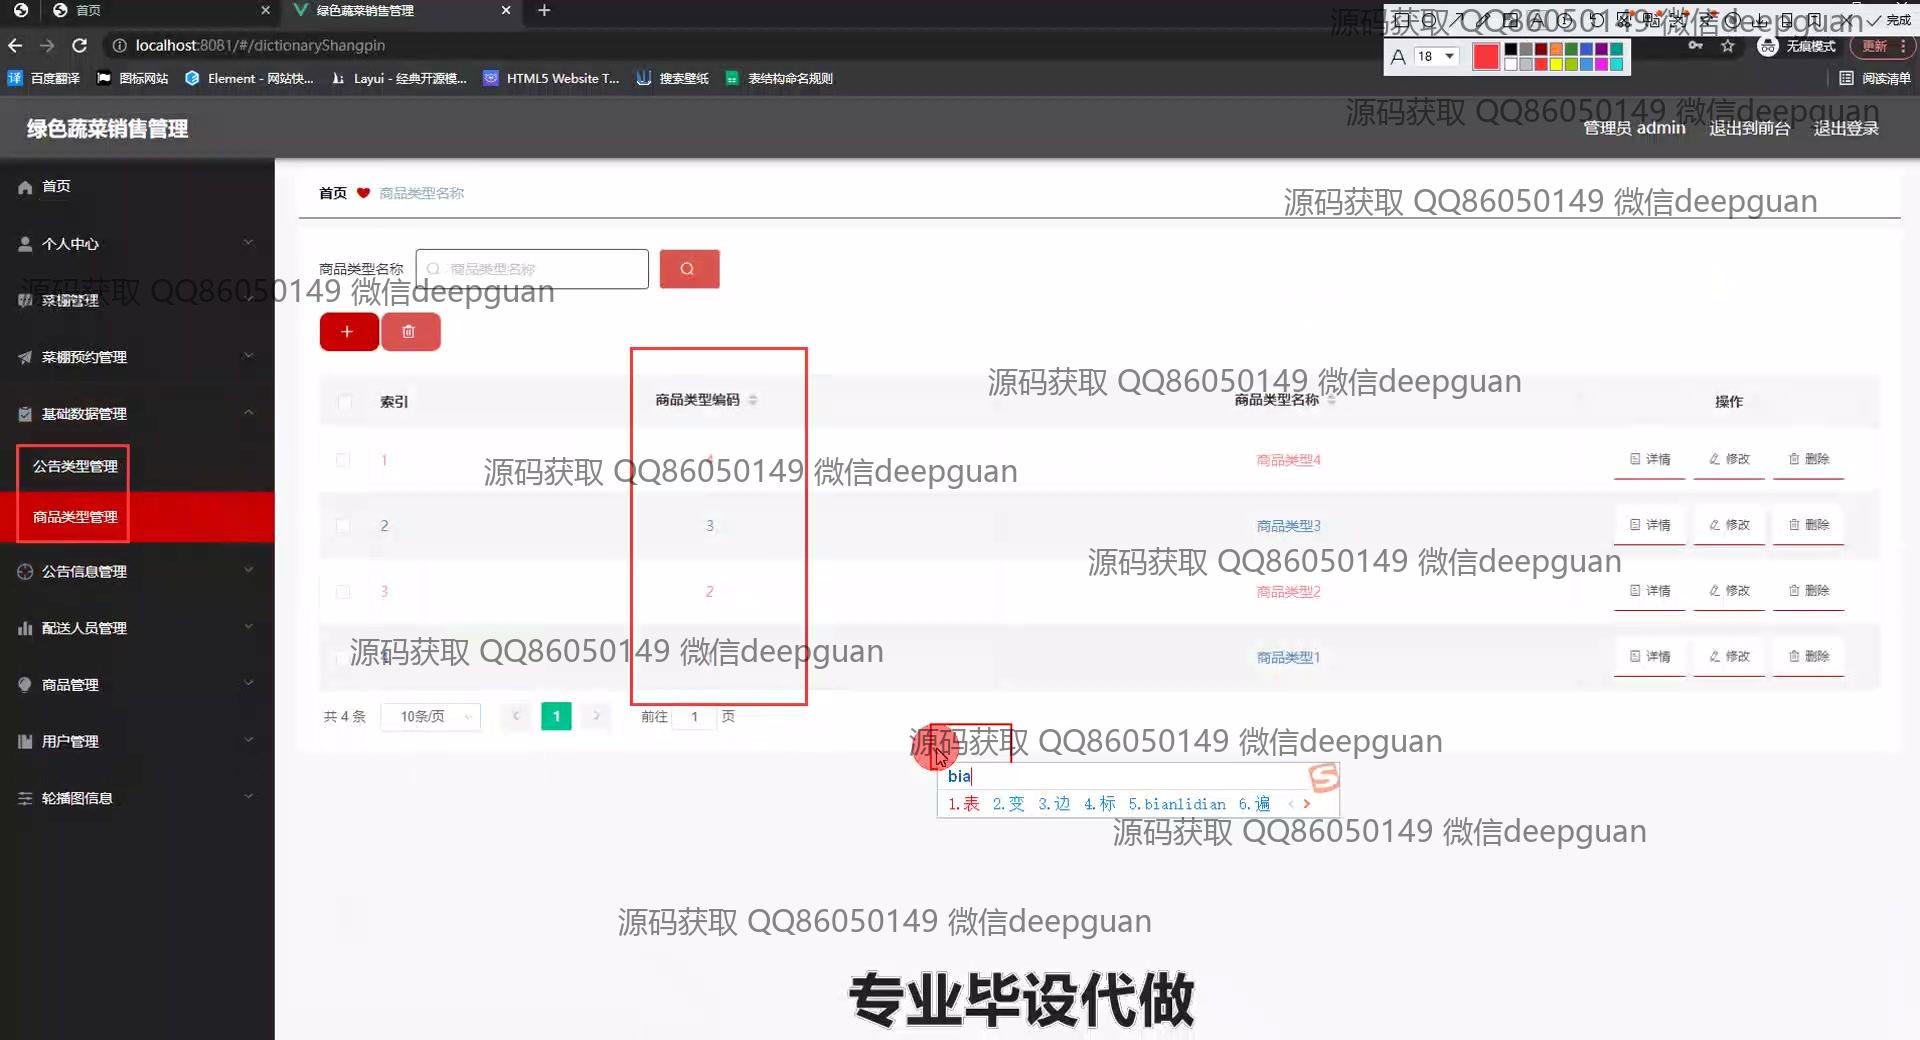 首页
绿色蔬菜销售管理
localhost:8081/#/dictionaryShangpin
百度翻译
图标网站
Element - 网站快...
Layui - 经典开源模...
HTML5 Website T...
搜索壁纸
表结构命名规则
A 18
完成
无痕模式
更新
阅读清单
源码获取 QQ86050149 微信deepguan
绿色蔬菜销售管理
源码获取 QQ86050149 微信deepguan
管理员 admin
退出到前台
退出登录
首页
个人中心
菜棚管理
菜棚预约管理
基础数据管理
公告类型管理
商品类型管理
公告信息管理
配送人员管理
商品管理
用户管理
轮播图信息
首页 商品类型名称
源码获取 QQ86050149 微信deepguan
商品类型名称 商品类型名称
源码获取 QQ86050149 微信deepguan
源码获取 QQ86050149 微信deepguan
索引 商品类型编码 商品类型名称 操作
1 4 商品类型4 详情 修改 删除
源码获取 QQ86050149 微信deepguan
2 3 商品类型3 详情 修改 删除
源码获取 QQ86050149 微信deepguan
3 2 商品类型2 详情 修改 删除
源码获取 QQ86050149 微信deepguan
4 1 商品类型1 详情 修改 删除
共 4 条 10条/页 1 前往 1 页
源码获取 QQ86050149 微信deepguan
bia
1.表 2.变 3.边 4.标 5.bianlidian 6.遍
源码获取 QQ86050149 微信deepguan
源码获取 QQ86050149 微信deepguan
专业毕设代做